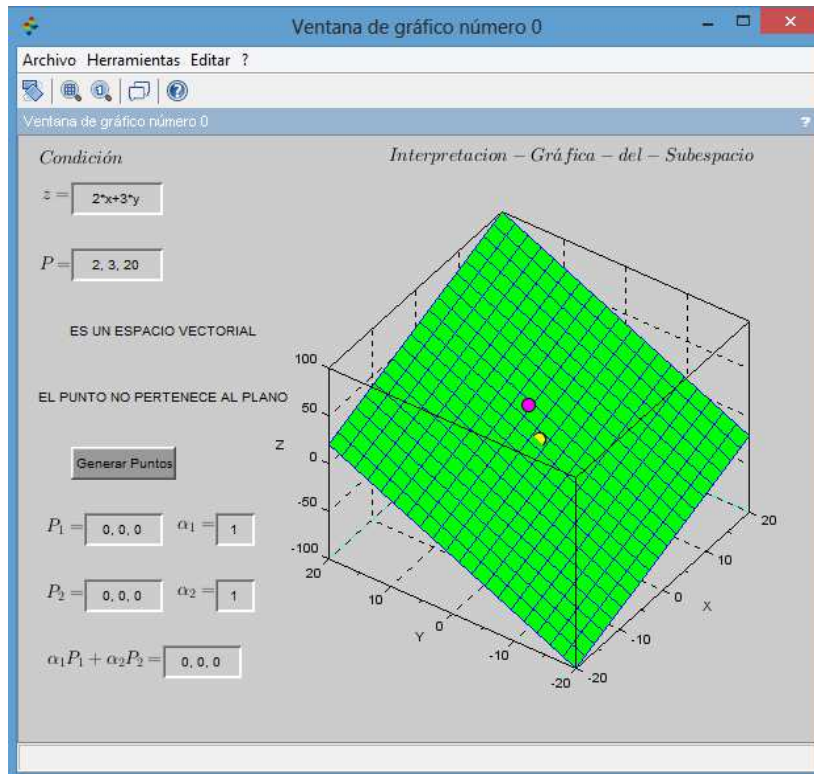 Ventana de gráfico número 0
Archivo Herramientas Editar ?
Ventana de gráfico número 0 ?
Condición
Interpretacion − Gráfica − del − Subespacio
z = 2*x+3*y
P = 2, 3, 20
ES UN ESPACIO VECTORIAL
EL PUNTO NO PERTENECE AL PLANO
Generar Puntos
P1 = 0, 0, 0 α1 = 1
P2 = 0, 0, 0 α2 = 1
α1P1 + α2P2 = 0, 0, 0
100
50
0
-50
-100
Z
20
10
0
-10
-20
Y
-20
-10
0
10
20
X